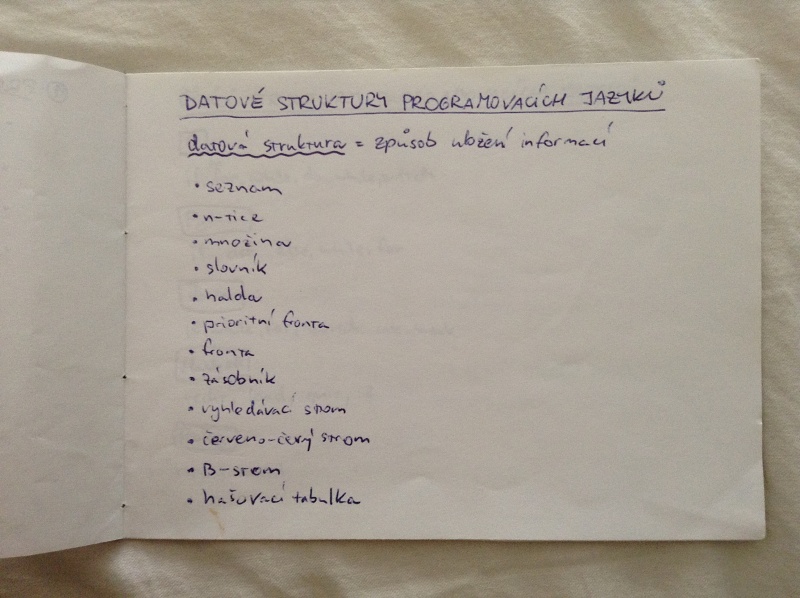 DATOVÉ STRUKTURY PROGRAMOVACÍCH JAZYKŮ
datová struktura = způsob uložení informací
• seznam
• n-tice
• množina
• slovník
• halda
• prioritní fronta
• fronta
• zásobník
• vyhledávací strom
• červeno-černý strom
• B-strom
• hašovací tabulka